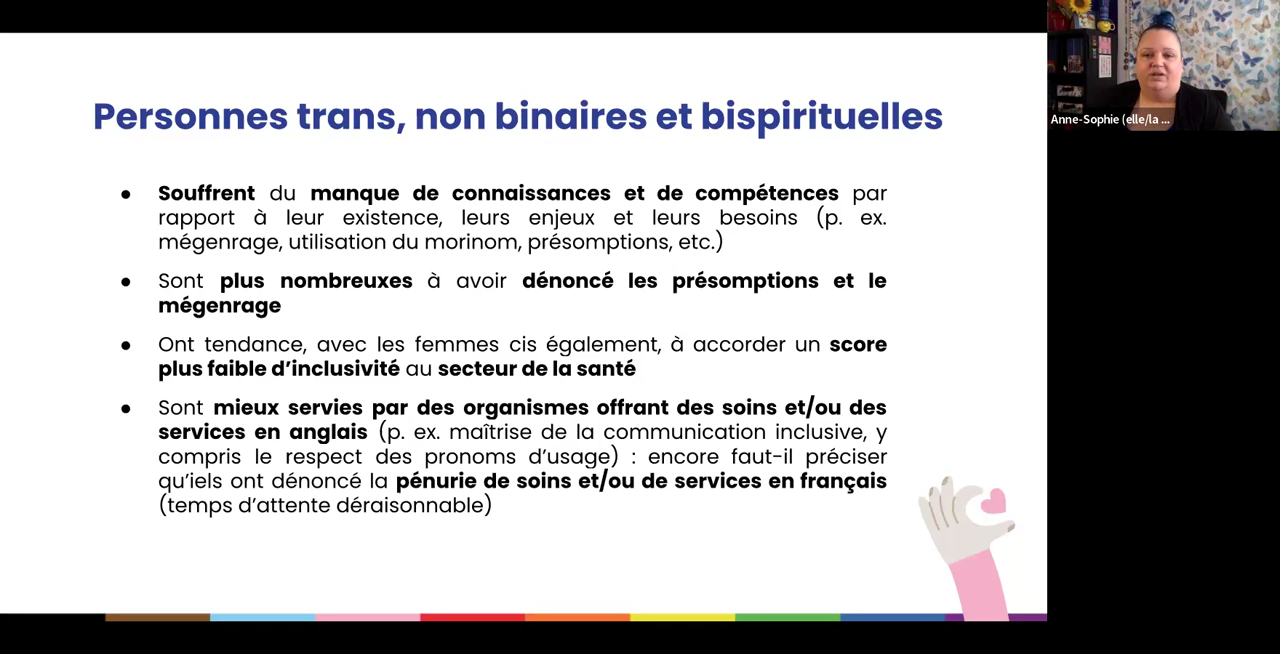 Personnes trans, non binaires et bispirituelles
● Souffrent du manque de connaissances et de compétences par
rapport à leur existence, leurs enjeux et leurs besoins (p. ex.
mégenrage, utilisation du morinom, présomptions, etc.)
● Sont plus nombreuxes à avoir dénoncé les présomptions et le
mégenrage
● Ont tendance, avec les femmes cis également, à accorder un score
plus faible d’inclusivité au secteur de la santé
● Sont mieux servies par des organismes offrant des soins et/ou des
services en anglais (p. ex. maîtrise de la communication inclusive, y
compris le respect des pronoms d’usage) : encore faut-il préciser
qu’iels ont dénoncé la pénurie de soins et/ou de services en français
(temps d’attente déraisonnable)
Anne-Sophie (elle/la ...